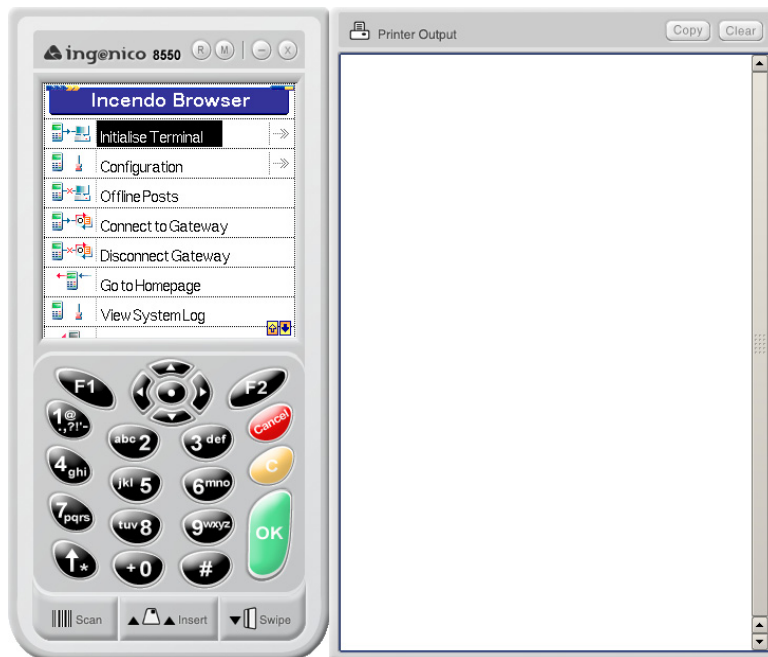 ingenico 8550 R M
Incendo Browser
Initialise Terminal
Configuration
Offline Posts
Connect to Gateway
Disconnect Gateway
Go to Homepage
View System Log
F1 F2
1@.,?!'- abc 2 3 def Cancel
4 ghi jkl 5 6 mno C
7 pqrs tuv 8 9 wxyz OK
* + 0 #
Scan Insert Swipe
Printer Output Copy Clear